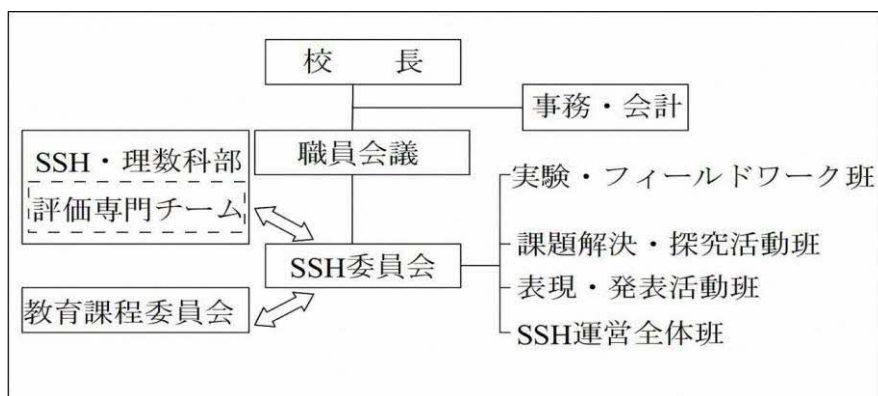 校　　長
事務・会計
職員会議
SSH・理数科部
評価専門チーム
実験・フィールドワーク班
課題解決・探究活動班
SSH委員会
表現・発表活動班
教育課程委員会
SSH運営全体班